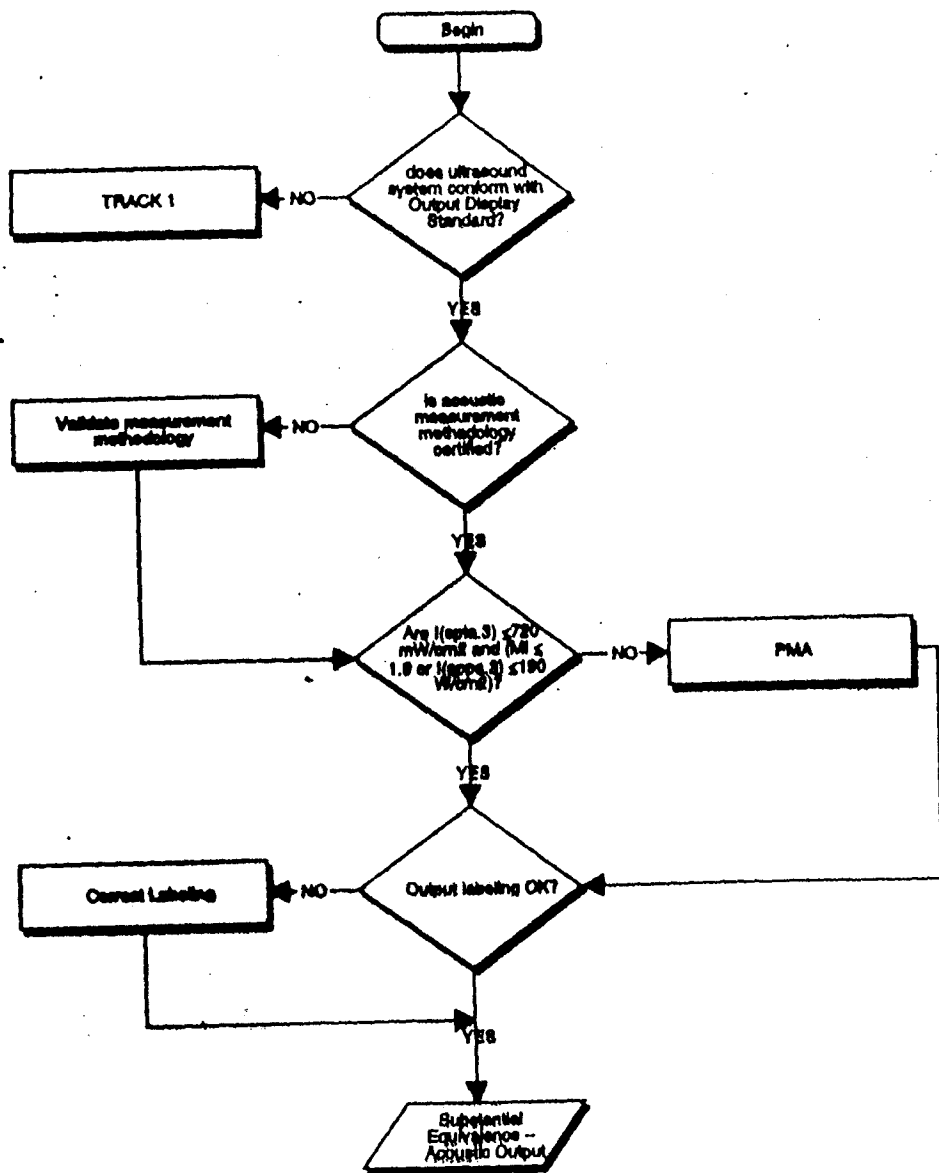 Begin
does ultrasound
system conform with
Output Display
Standard?
NO
TRACK 1
YES
Is acoustic
measurement
methodology
certified?
NO
Validate measurement
methodology
YES
Are I(spta.3) ≤720
mW/cm2 and (MI ≤
1.9 or I(sppa.3) ≤190
W/cm2)?
NO
PMA
YES
Output labeling OK?
NO
Correct Labeling
YES
Substantial
Equivalence --
Acoustic Output